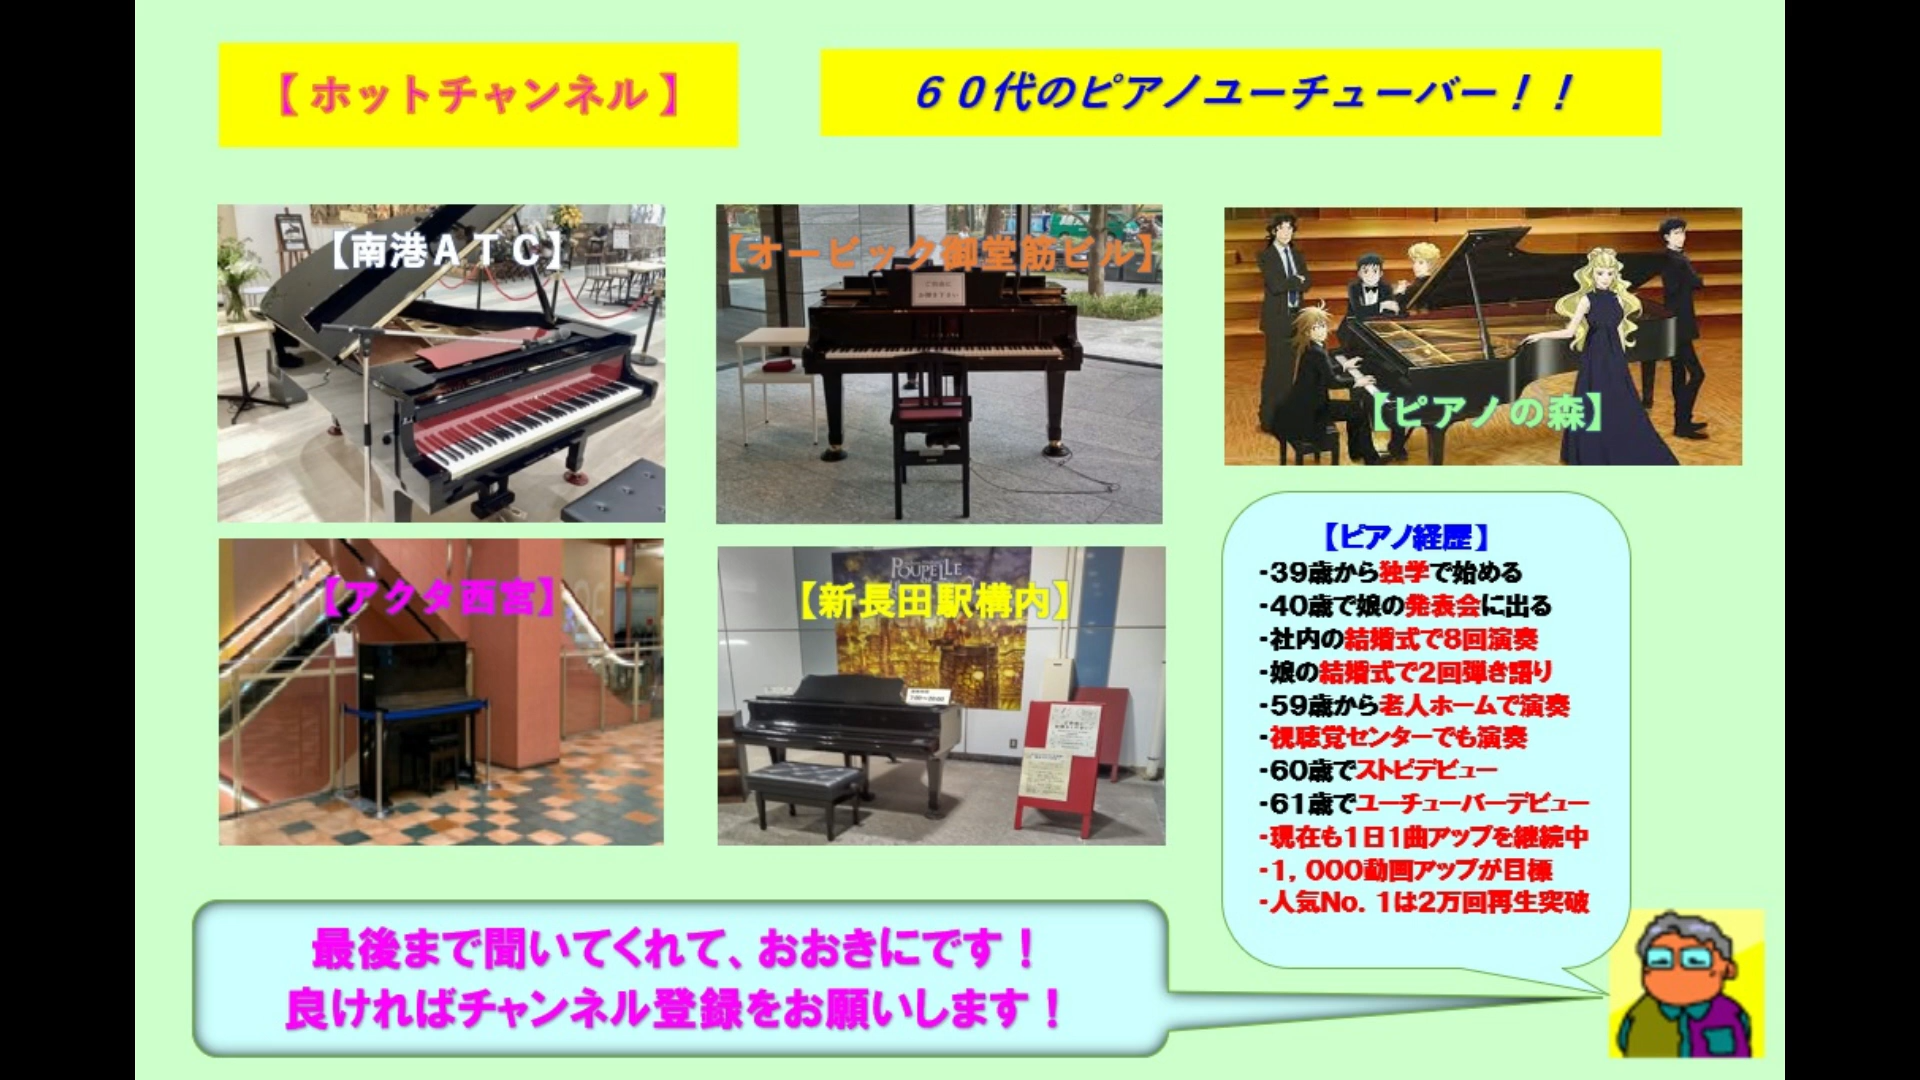 【ホットチャンネル】
６０代のピアノユーチューバー！！
【南港ＡＴＣ】
【オービック御堂筋ビル】
【ピアノの森】
【アクタ西宮】
POUPELLE
【新長田駅構内】
【ピアノ経歴】
・39歳から独学で始める
・40歳で娘の発表会に出る
・社内の結婚式で8回演奏
・娘の結婚式で2回弾き語り
・59歳から老人ホームで演奏
・視聴覚センターでも演奏
・60歳でストピデビュー
・61歳でユーチューバーデビュー
・現在も1日1曲アップを継続中
・1，000動画アップが目標
・人気No．1は2万回再生突破
最後まで聞いてくれて、おおきにです！
良ければチャンネル登録をお願いします！